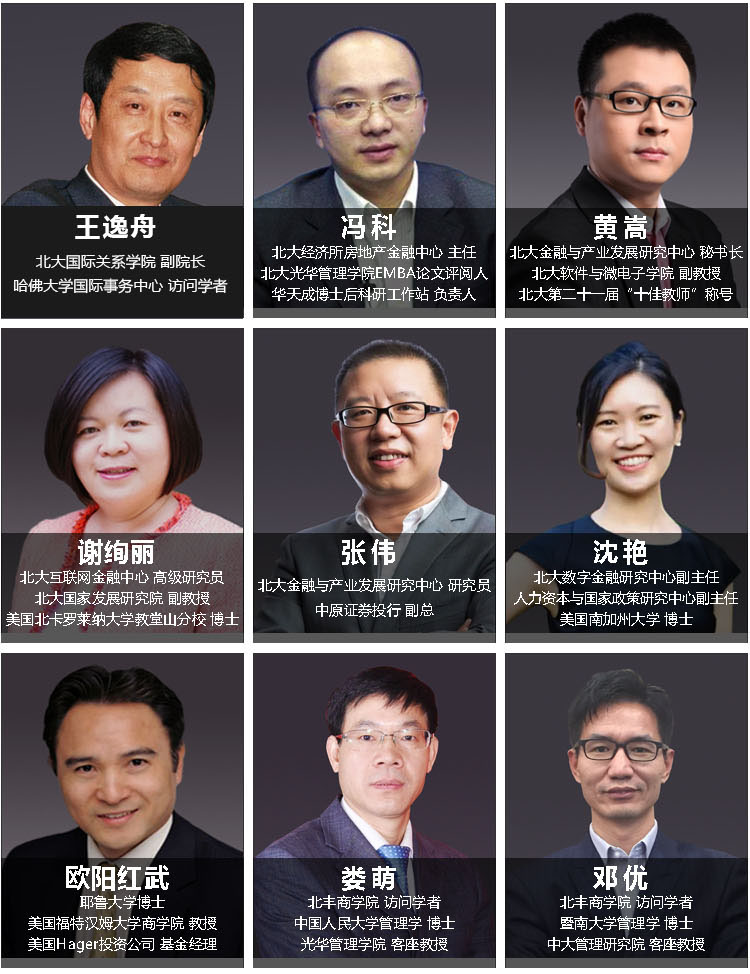 王逸舟
北大国际关系学院 副院长
哈佛大学国际事务中心 访问学者
冯科
北大经济所房地产金融中心 主任
北大光华管理学院EMBA论文评阅人
华天成博士后科研工作站 负责人
黄嵩
北大金融与产业发展研究中心 秘书长
北大软件与微电子学院 副教授
北大第二十一届“十佳教师”称号
谢绚丽
北大互联网金融中心 高级研究员
北大国家发展研究院 副教授
美国北卡罗莱纳大学教堂山分校 博士
张伟
北大金融与产业发展研究中心 研究员
中原证券投行 副总
沈艳
北大数字金融研究中心副主任
人力资本与国家政策研究中心副主任
美国南加州大学 博士
欧阳红武
耶鲁大学博士
美国福特汉姆大学商学院 教授
美国Hager投资公司 基金经理
娄萌
北丰商学院 访问学者
中国人民大学管理学 博士
光华管理学院 客座教授
邓优
北丰商学院 访问学者
暨南大学管理学 博士
中大管理研究院 客座教授